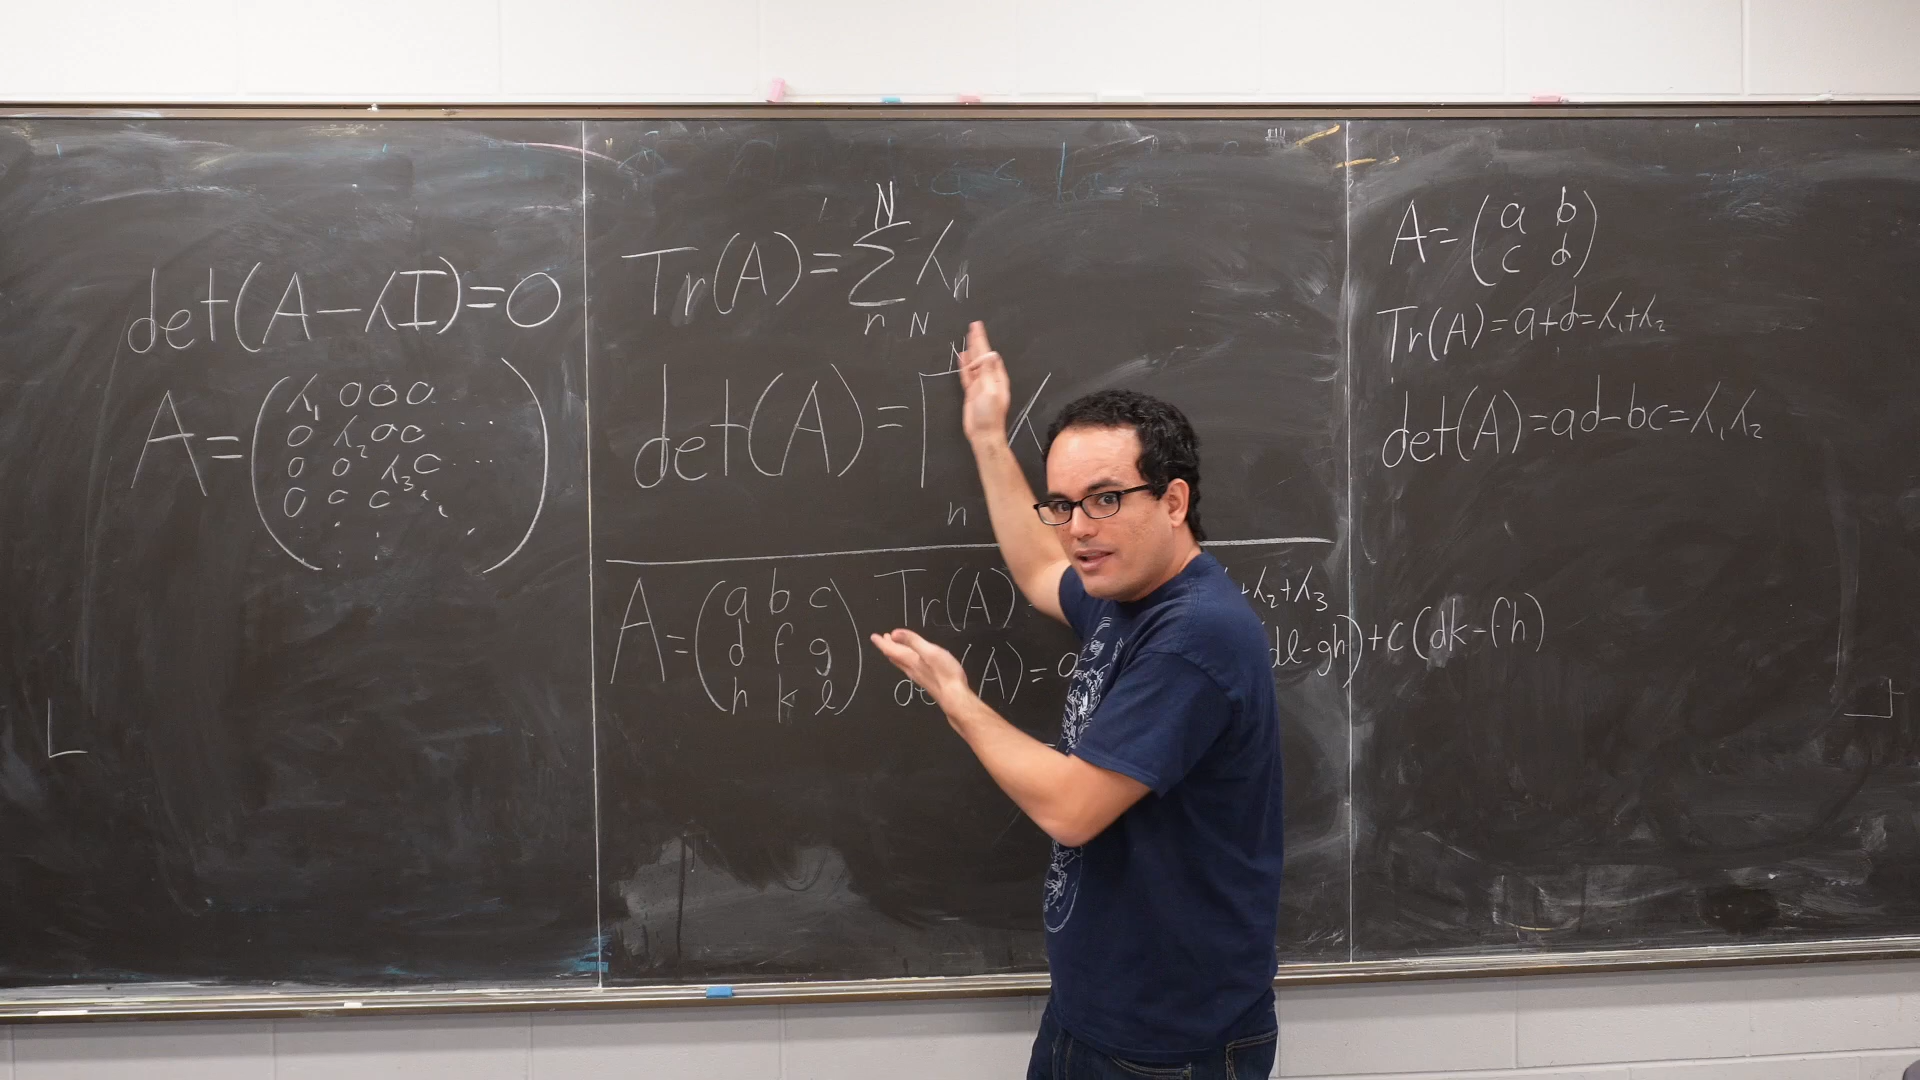 det(A-λI)=0
A=(λ₁ 0 0 0 ...
0 λ₂ 0 0 ...
0 0 λ₃ 0 ...
0 0 0 ⋱
⋮ ⋮ ⋱)
Tr(A)=∑ₙᴺ λₙ
N
det(A)=∏ₙᴺ λ
A=(a b c
d f g
h k l)
Tr(A) +λ₂+λ₃
det(A)=a (dl-gh)+c(dk-fh)
A=(a b
c d)
Tr(A)=a+d=λ₁+λ₂
det(A)=ad-bc=λ₁λ₂